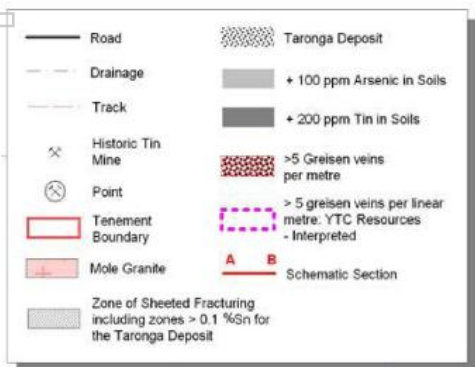 Road
Drainage
Track
Historic Tin
Mine
Point
Tenement
Boundary
Mole Granite
Zone of Sheeted Fracturing
including zones > 0.1 %Sn for
the Taronga Deposit
Taronga Deposit
+ 100 ppm Arsenic in Soils
+ 200 ppm Tin in Soils
>5 Greisen veins
per metre
> 5 greisen veins per linear
metre: YTC Resources
- Interpreted
A B
Schematic Section